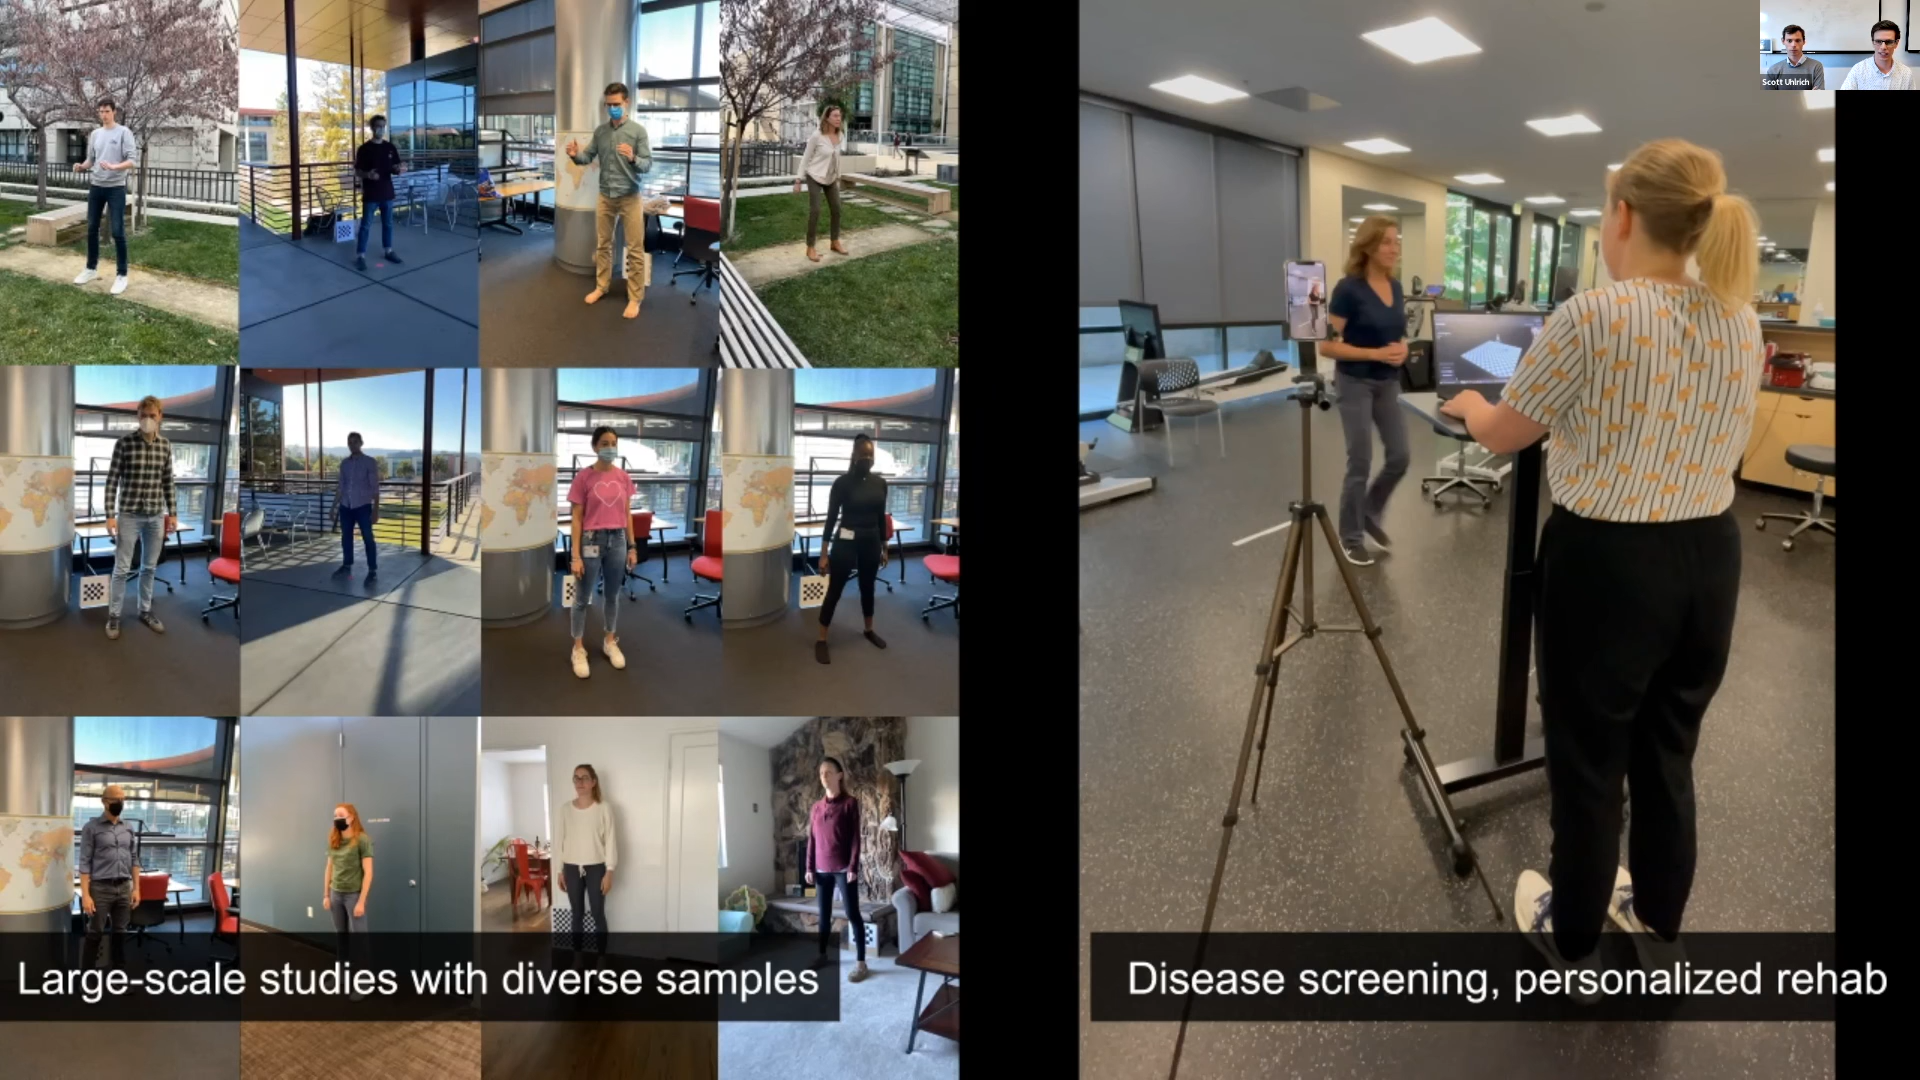 Scott Uhlrich
Large-scale studies with diverse samples
Disease screening, personalized rehab